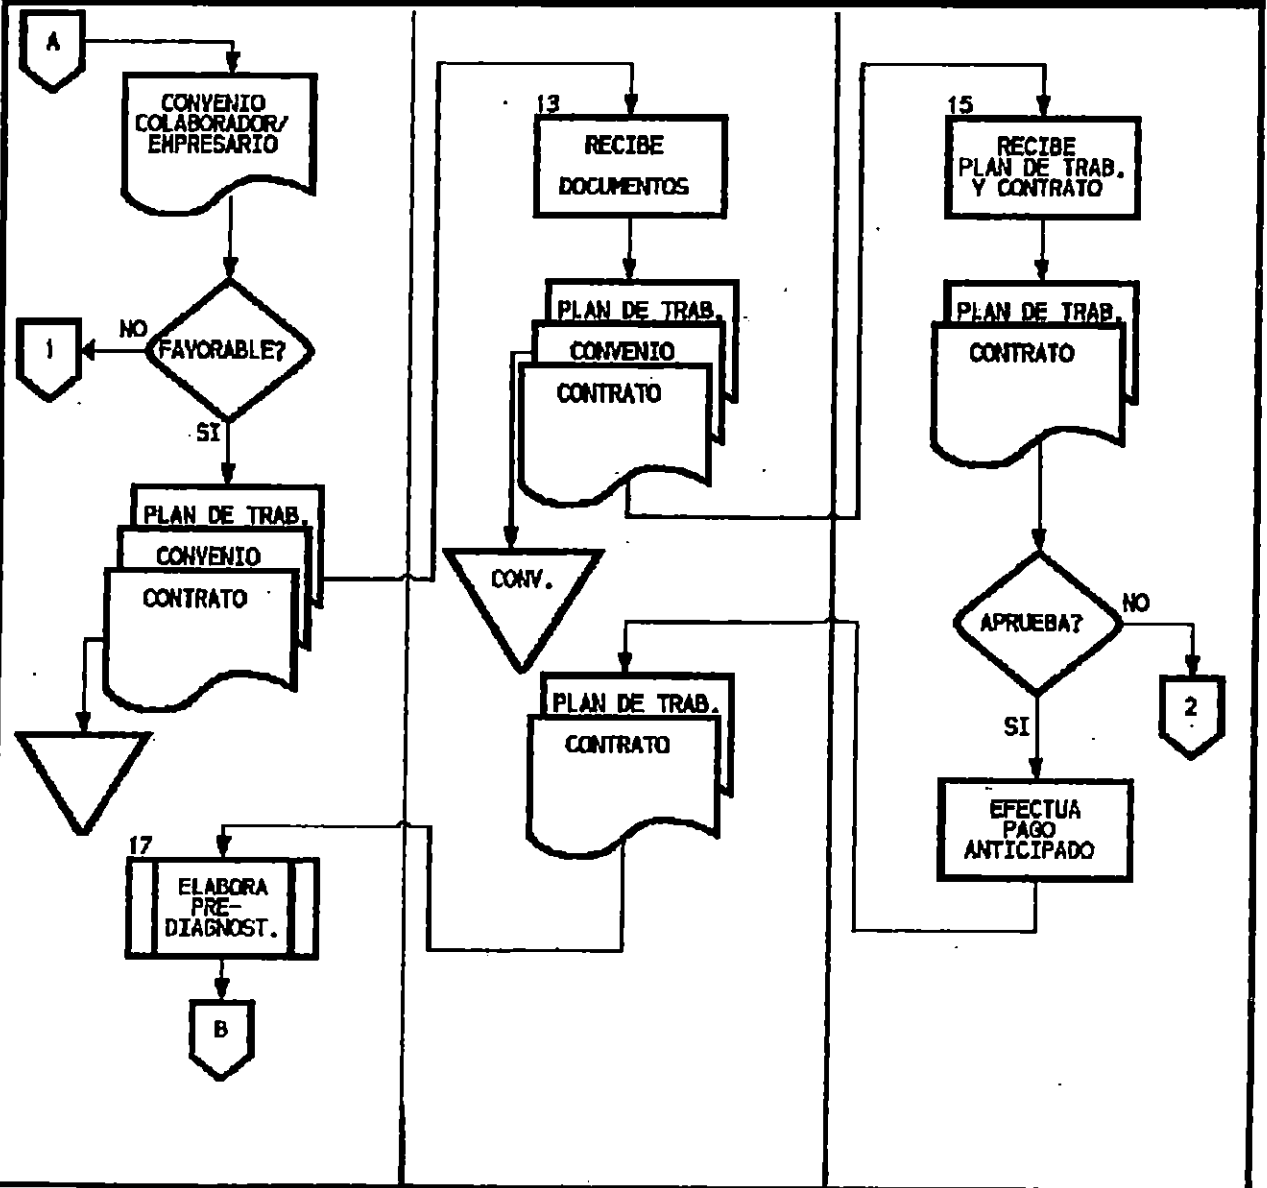 A
CONVENIO
COLABORADOR/
EMPRESARIO
FAVORABLE?
NO
1
SI
PLAN DE TRAB.
CONVENIO
CONTRATO
17
ELABORA
PRE-
DIAGNOST.
B
13
RECIBE
DOCUMENTOS
PLAN DE TRAB.
CONVENIO
CONTRATO
CONV.
PLAN DE TRAB.
CONTRATO
15
RECIBE
PLAN DE TRAB.
Y CONTRATO
PLAN DE TRAB.
CONTRATO
APRUEBA?
NO
2
SI
EFECTUA
PAGO
ANTICIPADO